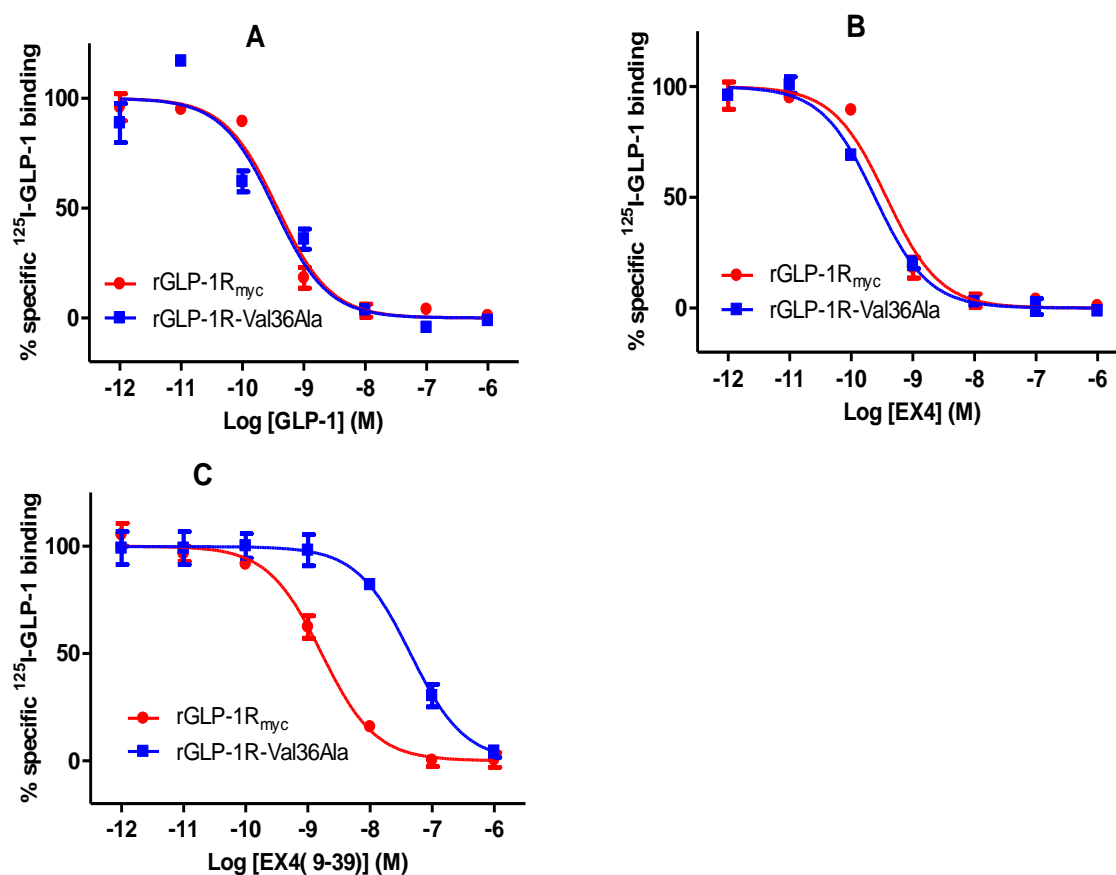 A
% specific ¹²⁵I-GLP-1 binding
100
50
0
rGLP-1Rmyc
rGLP-1R-Val36Ala
-12 -11 -10 -9 -8 -7 -6
Log [GLP-1] (M)
B
% specific ¹²⁵I-GLP-1 binding
100
50
0
rGLP-1Rmyc
rGLP-1R-Val36Ala
-12 -11 -10 -9 -8 -7 -6
Log [EX4] (M)
C
% specific ¹²⁵I-GLP-1 binding
100
50
0
rGLP-1Rmyc
rGLP-1R-Val36Ala
-12 -11 -10 -9 -8 -7 -6
Log [EX4( 9-39)] (M)